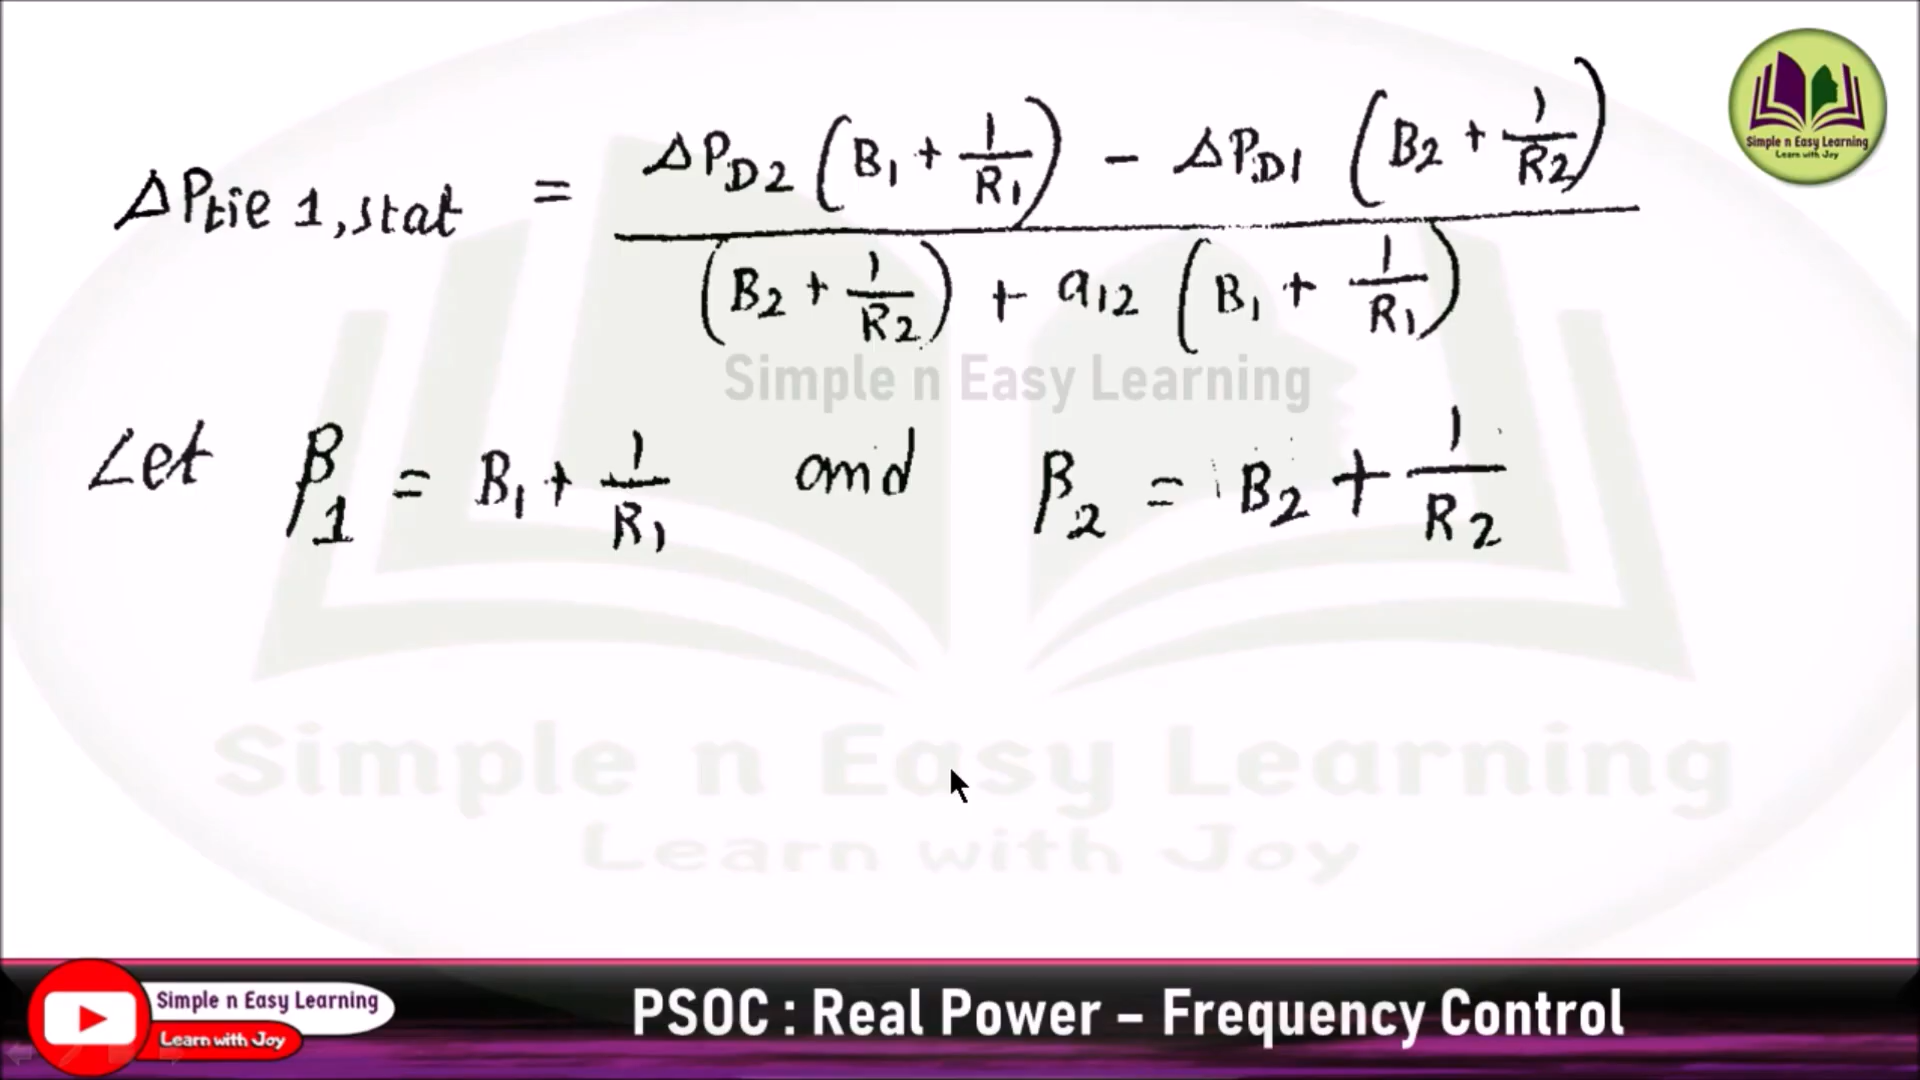 Simple n Easy Learning
Learn with Joy
ΔPtie 1,stat = (ΔP_D2 (B₁ + 1/R₁) - ΔP_D1 (B₂ + 1/R₂)) / ((B₂ + 1/R₂) + a₁₂ (B₁ + 1/R₁))
Simple n Easy Learning
Let β₁ = B₁ + 1/R₁ and β₂ = B₂ + 1/R₂
Simple n Easy Learning
Learn with Joy
Simple n Easy Learning
Learn with Joy
PSOC : Real Power – Frequency Control